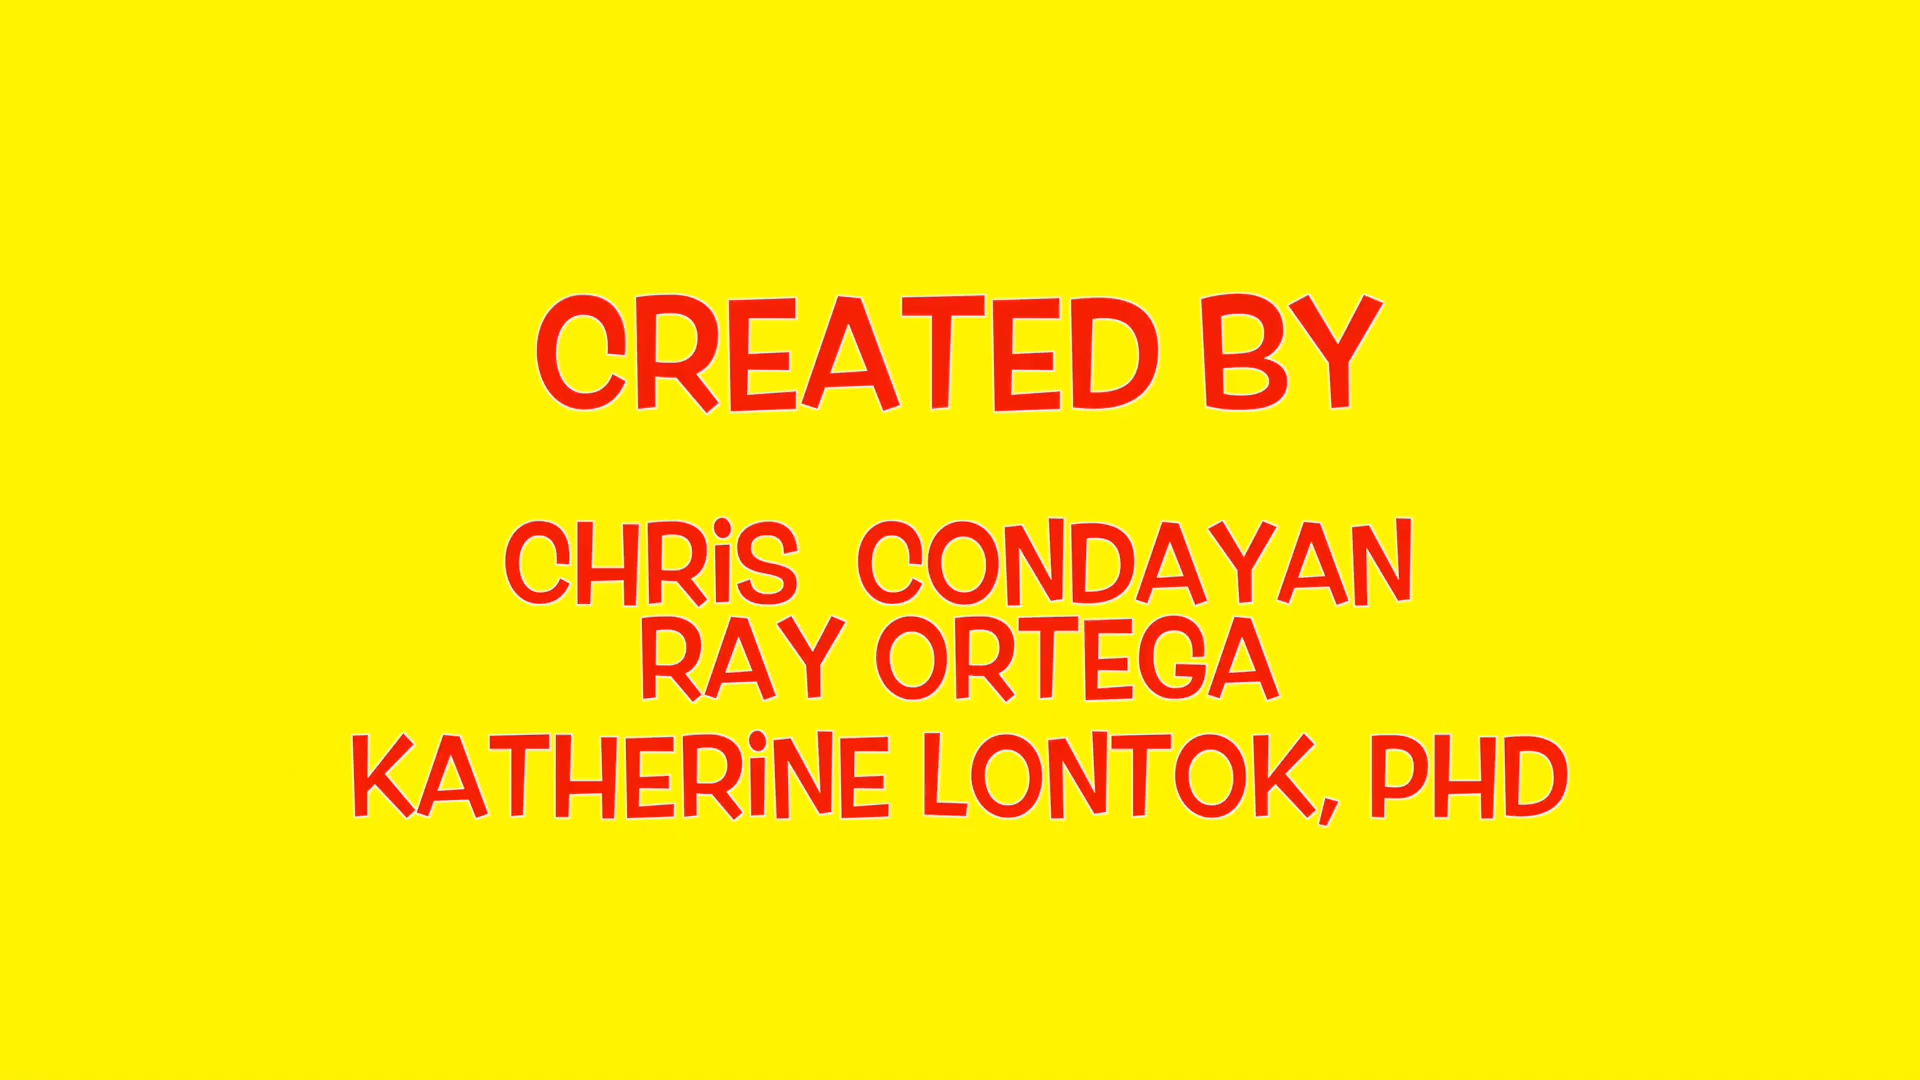 CREATED BY
CHRiS CONDAYAN
RAY ORTEGA
KATHERiNE LONTOK, PHD